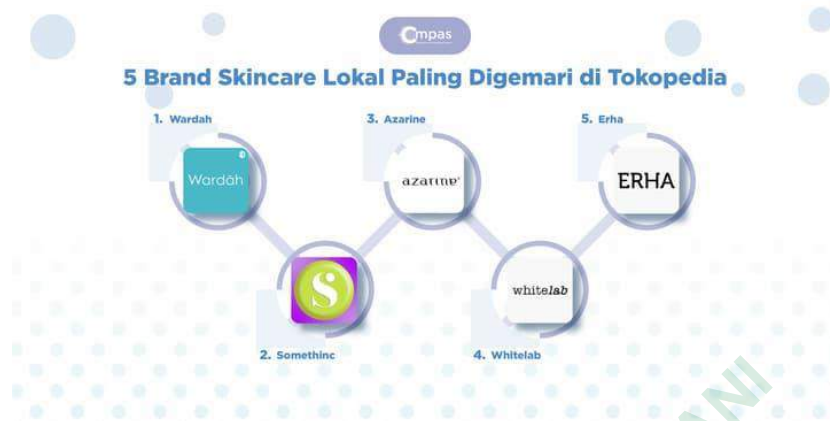 Compas
5 Brand Skincare Lokal Paling Digemari di Tokopedia
1. Wardah
3. Azarine
5. Erha
Wardah
azarine
ERHA
S
whitelab
2. Somethinc
4. Whitelab